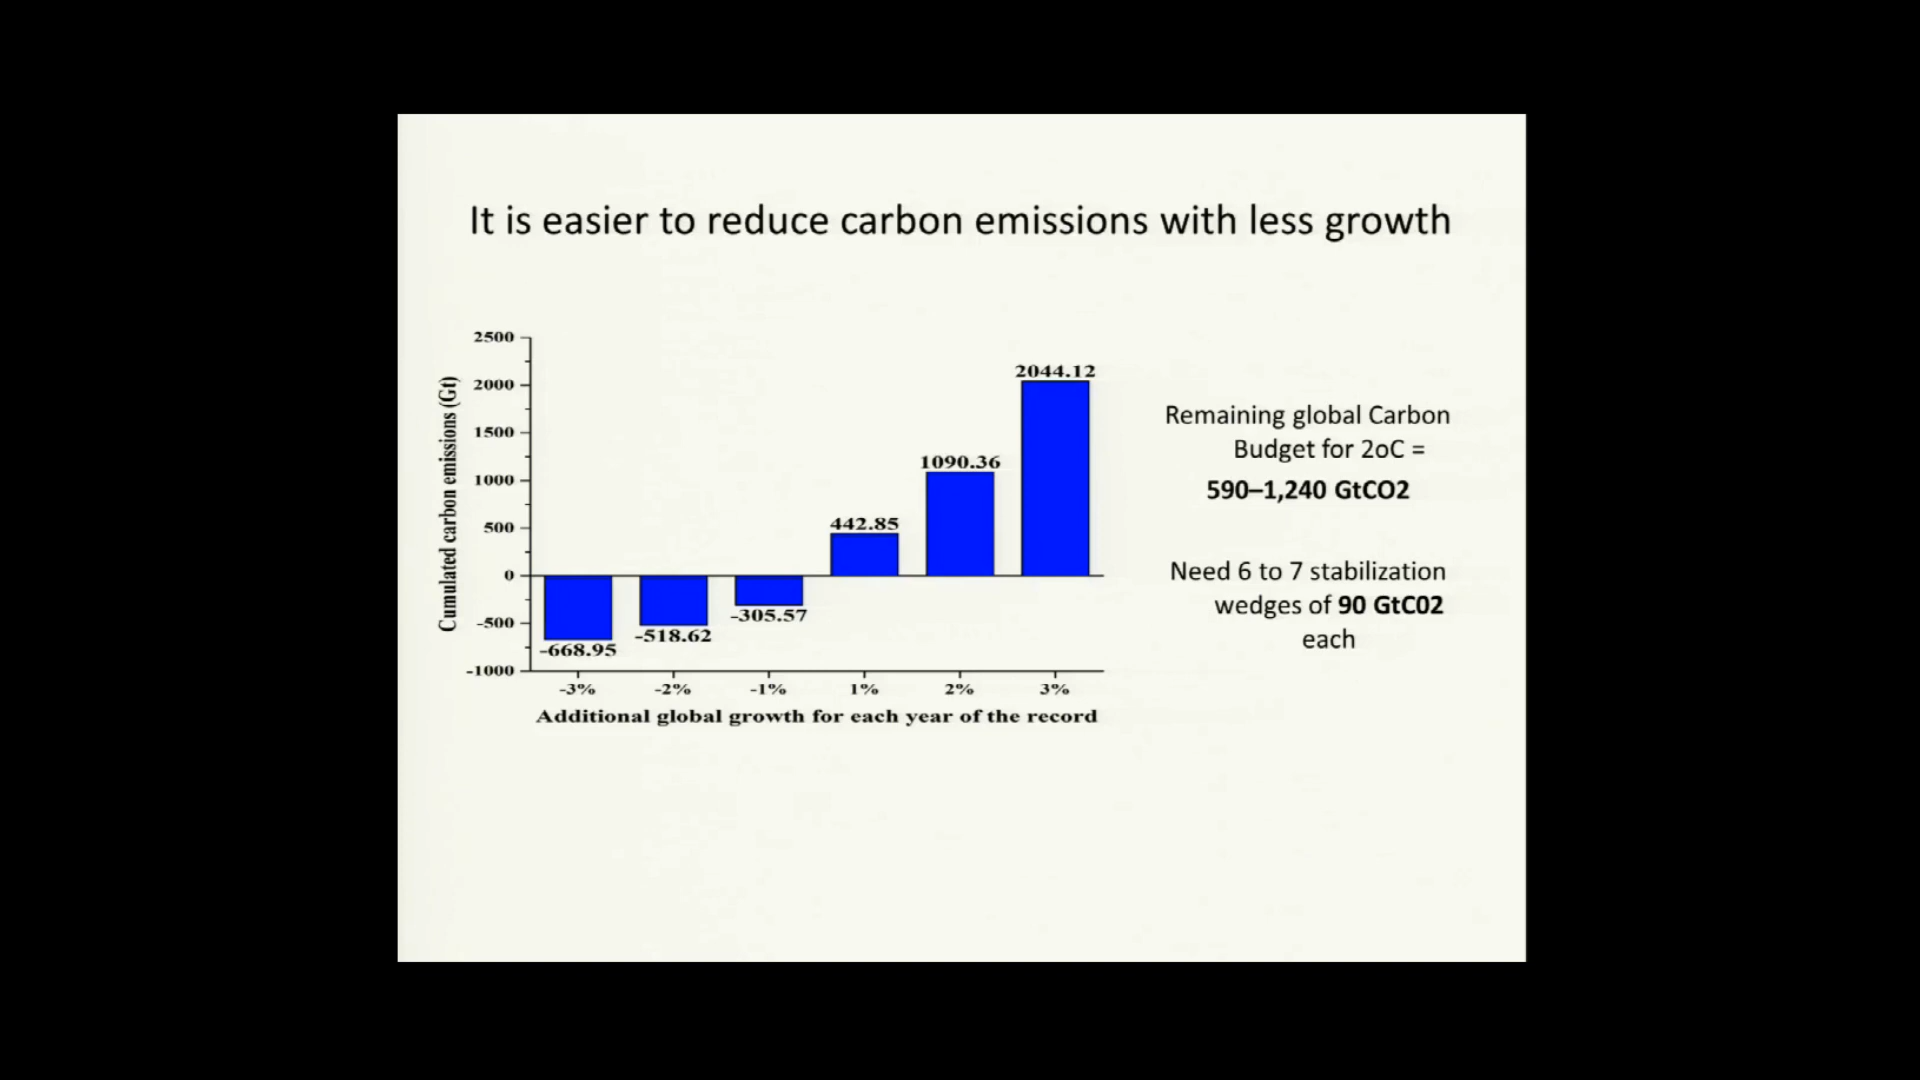 It is easier to reduce carbon emissions with less growth
Cumulated carbon emissions (Gt)
2500
2000
1500
1000
500
0
-500
-1000
-668.95
-518.62
-305.57
442.85
1090.36
2044.12
-3%
-2%
-1%
1%
2%
3%
Additional global growth for each year of the record
Remaining global Carbon
Budget for 2oC =
590–1,240 GtCO2
Need 6 to 7 stabilization
wedges of 90 GtC02
each